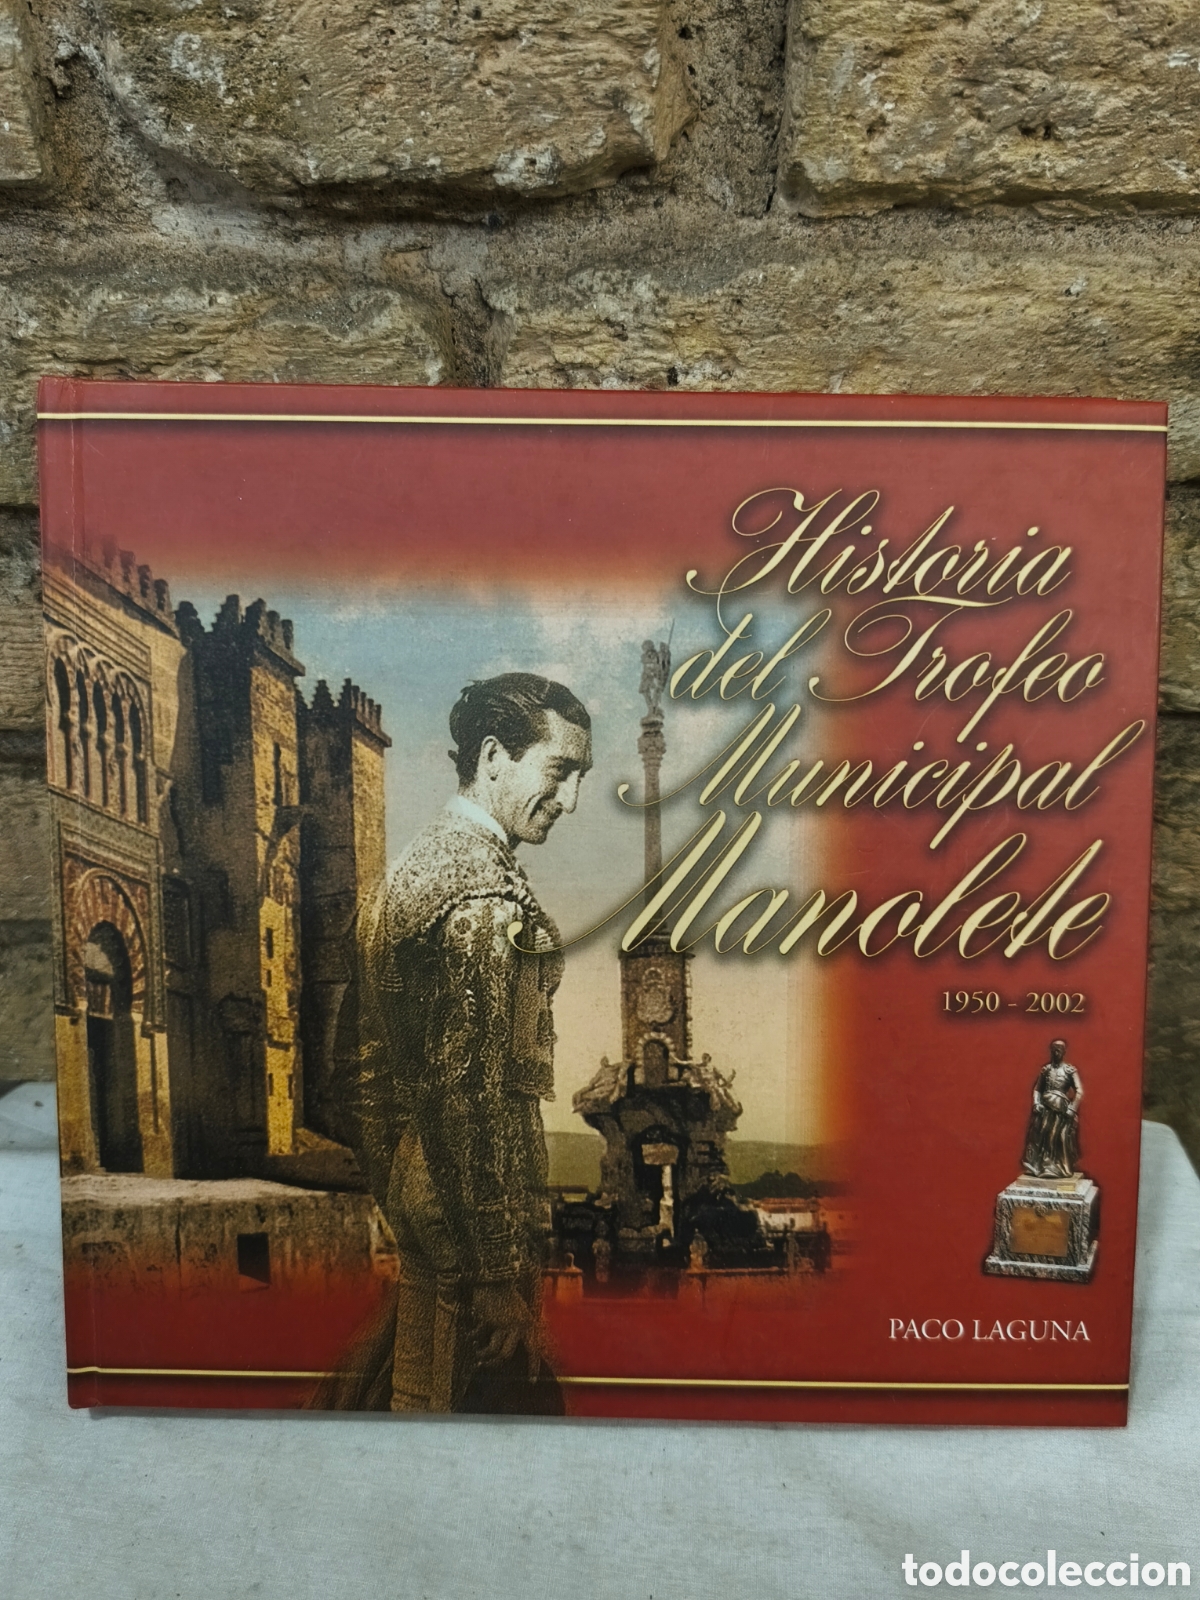 Historia
del Trofeo
Municipal
Manolete
1950 - 2002
PACO LAGUNA
todocoleccion